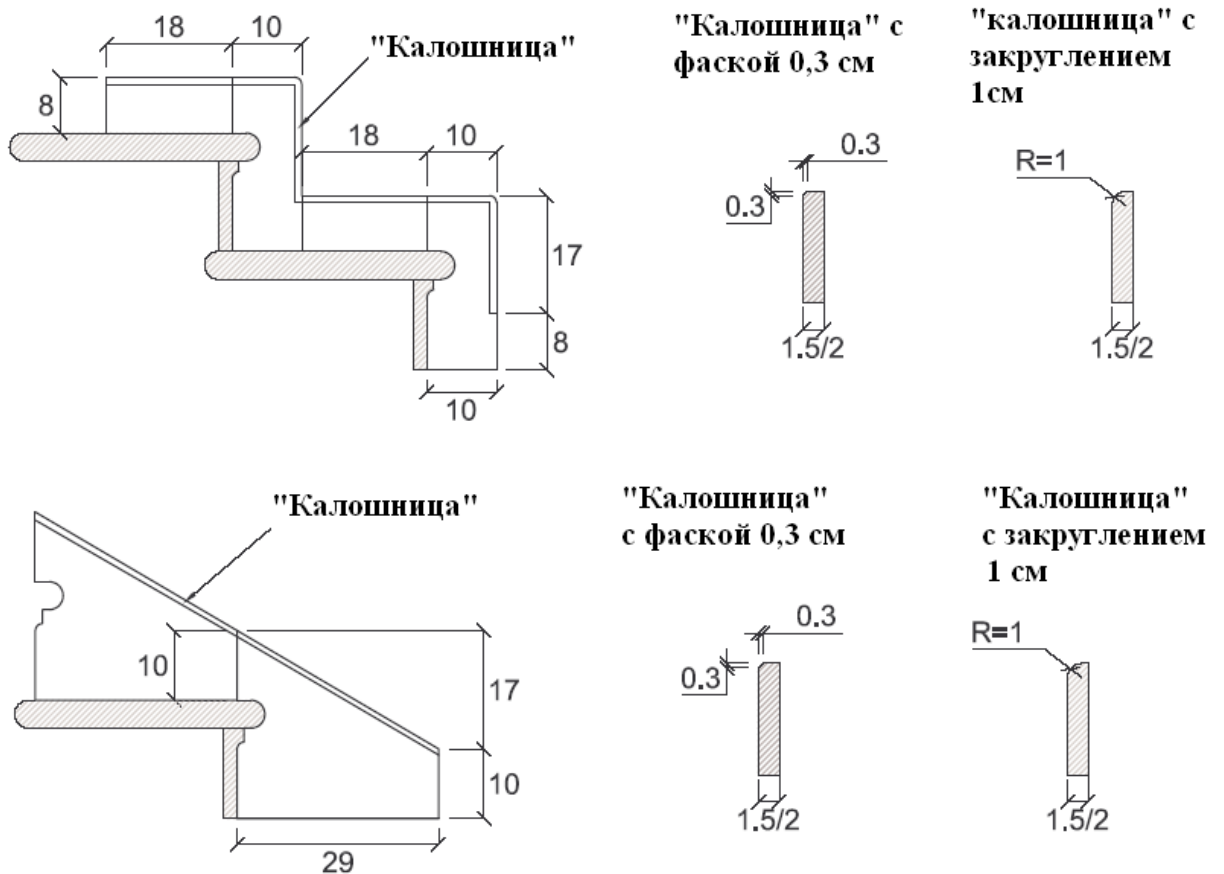 18
10
"Калошница"
8
18
10
17
8
10
"Калошница" с
фаской 0,3 см
0.3
0.3
1.5/2
"калошница" с
закруглением
1см
R=1
1.5/2
"Калошница"
10
17
10
29
"Калошница"
с фаской 0,3 см
0.3
0.3
1.5/2
"Калошница"
с закруглением
1 см
R=1
1.5/2